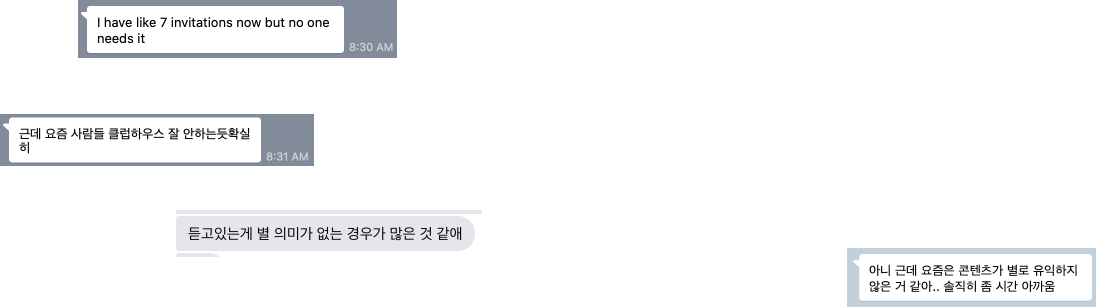 I have like 7 invitations now but no one
needs it
8:30 AM
근데 요즘 사람들 클럽하우스 잘 안하는듯확실
히
8:31 AM
듣고있는게 별 의미가 없는 경우가 많은 것 같애
아니 근데 요즘은 콘텐츠가 별로 유익하지
않은 거 같아.. 솔직히 좀 시간 아까움